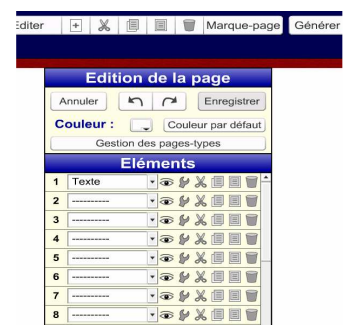 Editer Marque-page Générer
Edition de la page
Annuler Enregistrer
Couleur : Couleur par défaut
Gestion des pages-types
Eléments
1 Texte
2 ----------
3 ----------
4 ----------
5 ----------
6 ----------
7 ----------
8 ----------